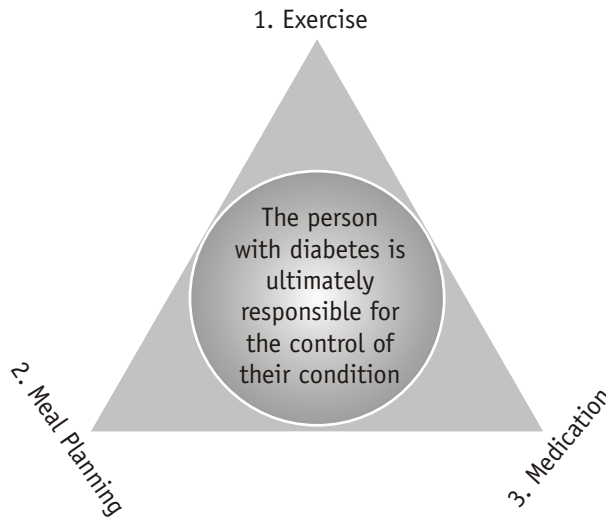 1. Exercise
The person
with diabetes is
ultimately
responsible for
the control of
their condition
2. Meal Planning
3. Medication